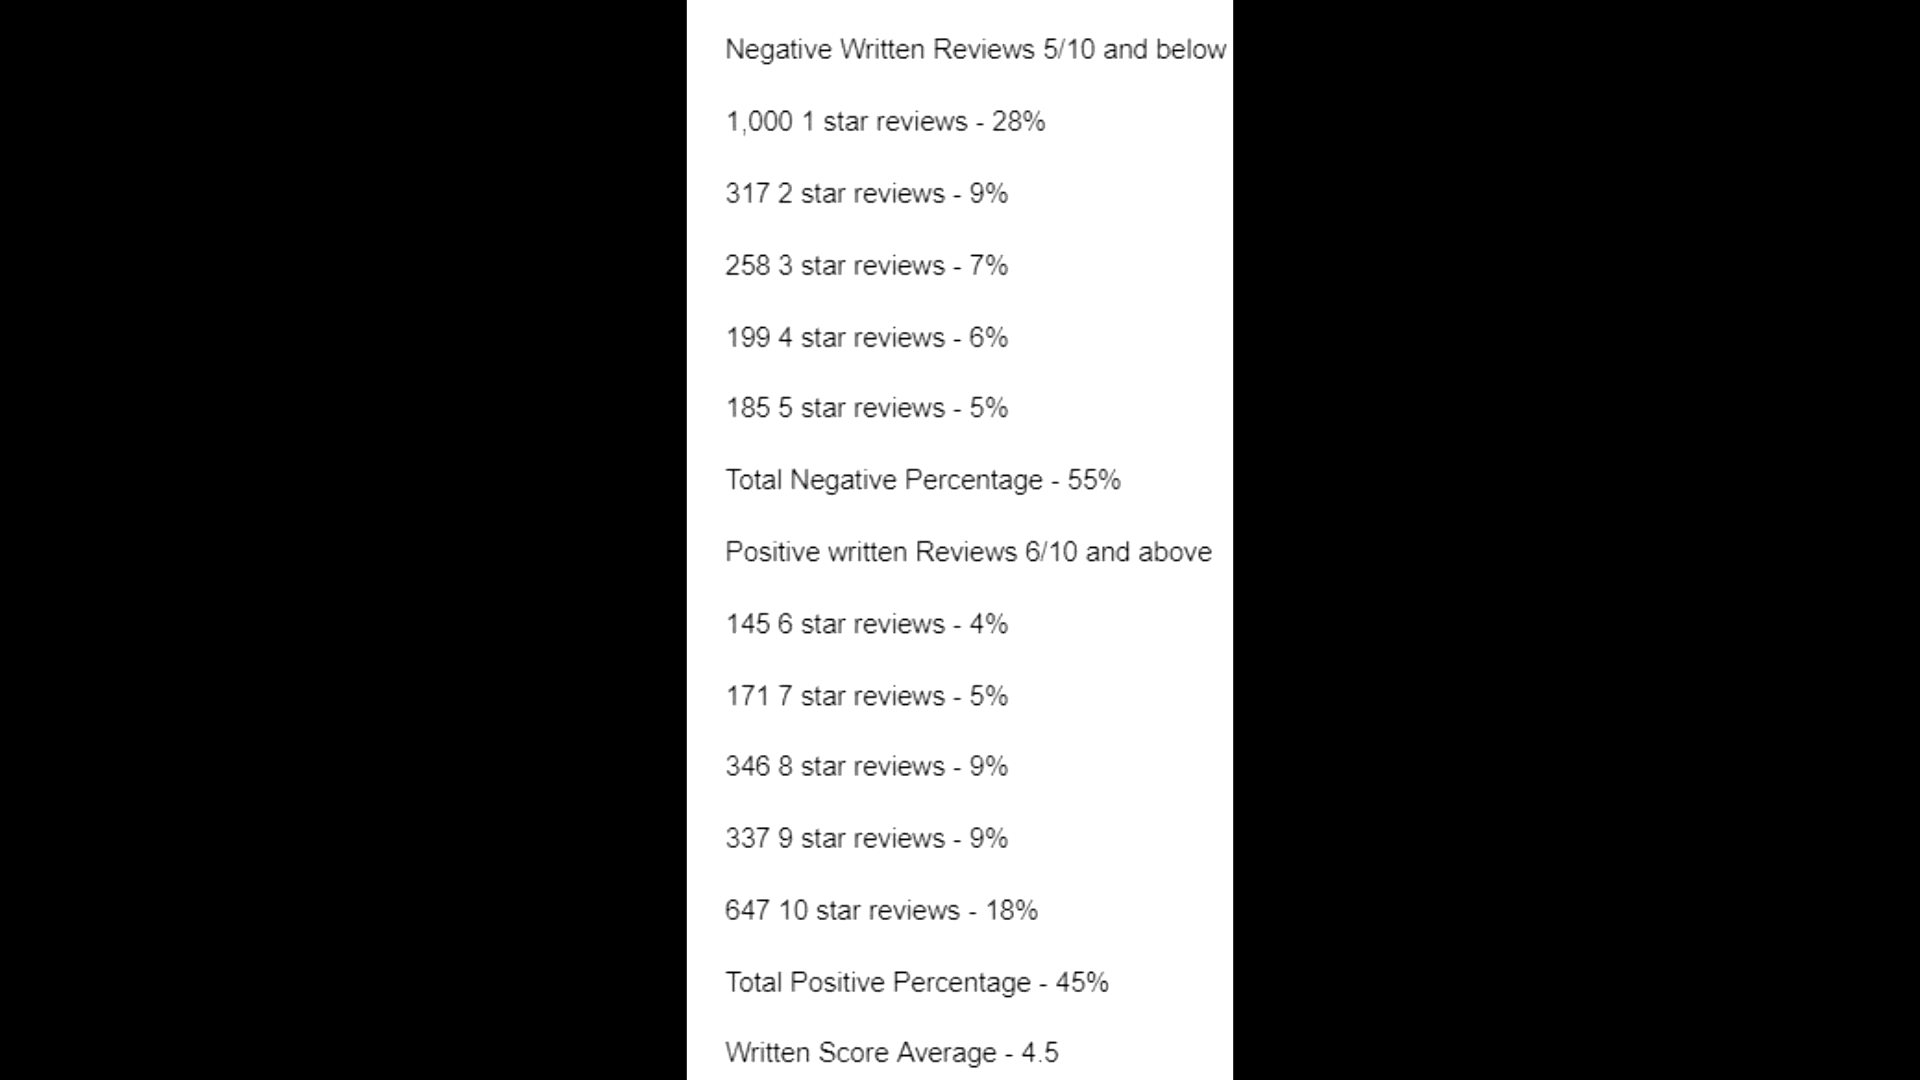 Negative Written Reviews 5/10 and below
1,000 1 star reviews - 28%
317 2 star reviews - 9%
258 3 star reviews - 7%
199 4 star reviews - 6%
185 5 star reviews - 5%
Total Negative Percentage - 55%
Positive written Reviews 6/10 and above
145 6 star reviews - 4%
171 7 star reviews - 5%
346 8 star reviews - 9%
337 9 star reviews - 9%
647 10 star reviews - 18%
Total Positive Percentage - 45%
Written Score Average - 4.5